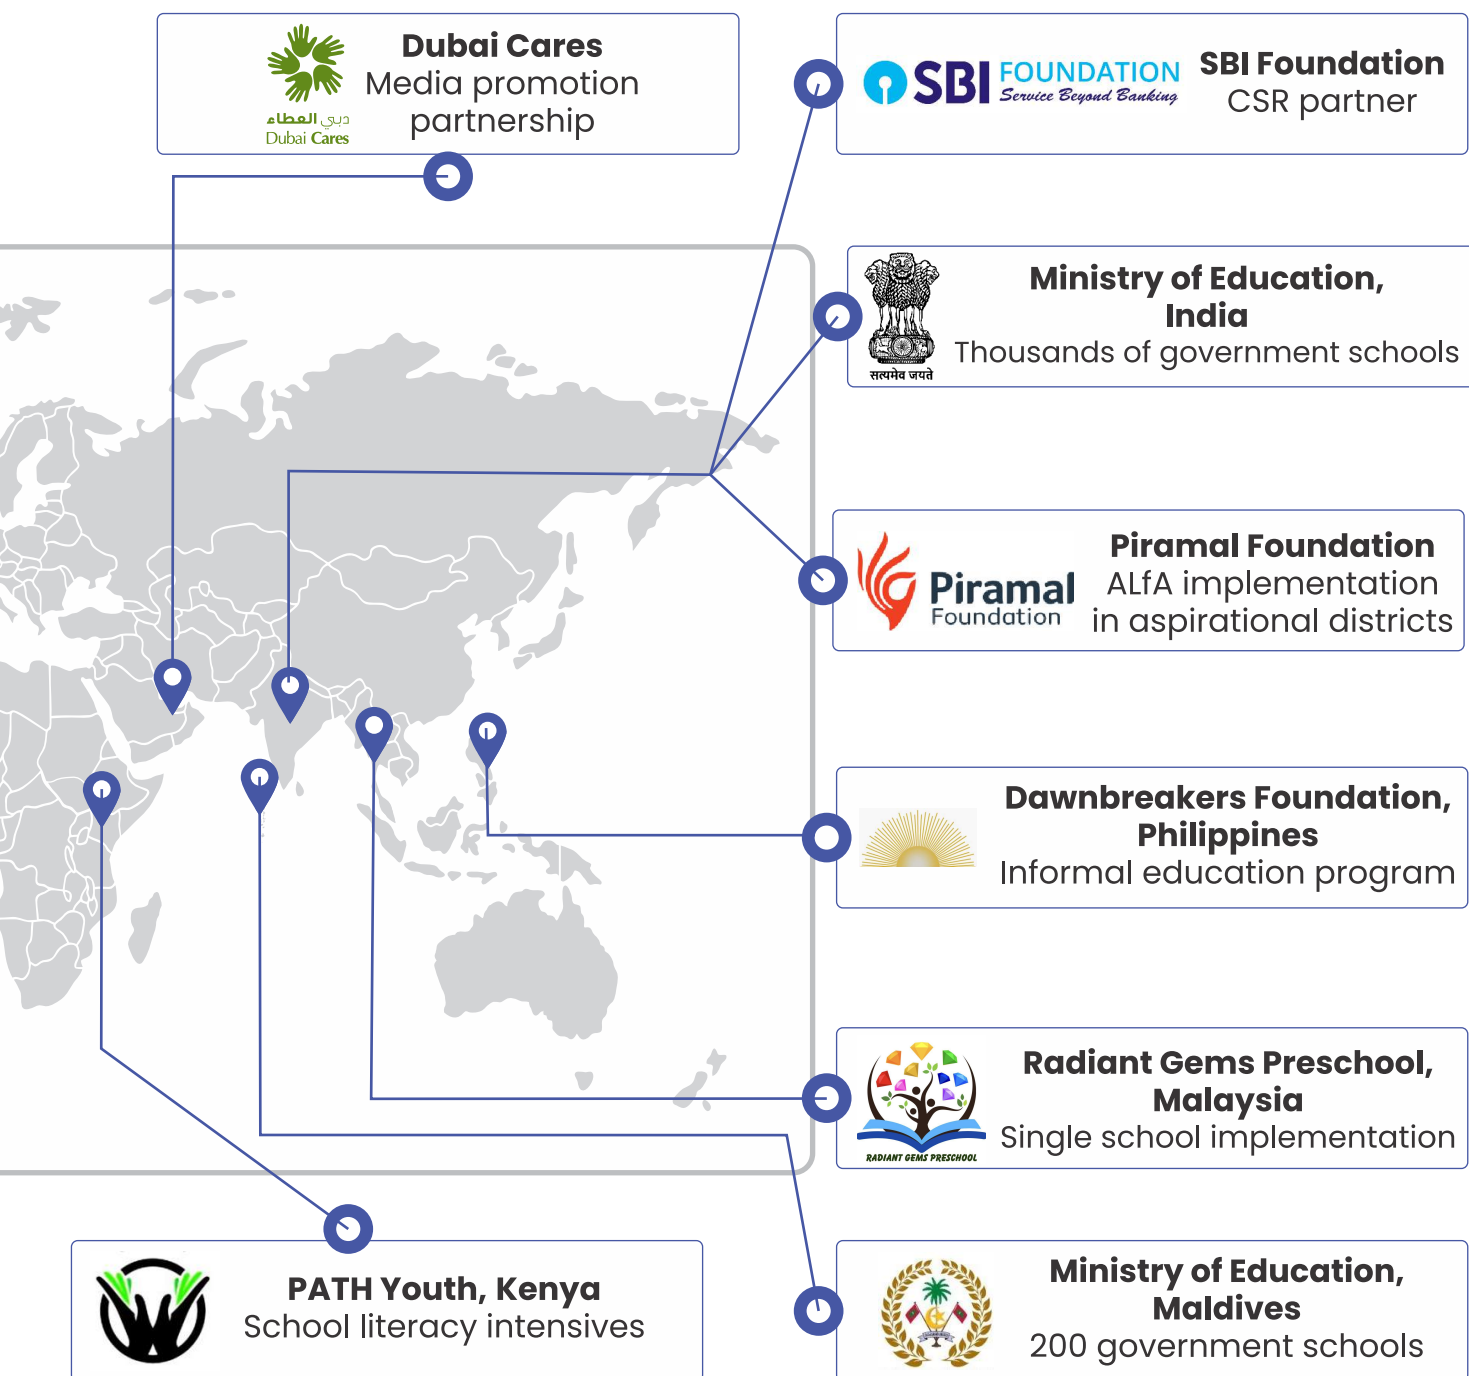 دبي العطاء
Dubai Cares
Dubai Cares
Media promotion
partnership
SBI FOUNDATION
Service Beyond Banking
SBI Foundation
CSR partner
सत्यमेव जयते
Ministry of Education,
India
Thousands of government schools
Piramal
Foundation
Piramal Foundation
ALfA implementation
in aspirational districts
Dawnbreakers Foundation,
Philippines
Informal education program
RADIANT GEMS PRESCHOOL
Radiant Gems Preschool,
Malaysia
Single school implementation
PATH Youth, Kenya
School literacy intensives
Ministry of Education,
Maldives
200 government schools